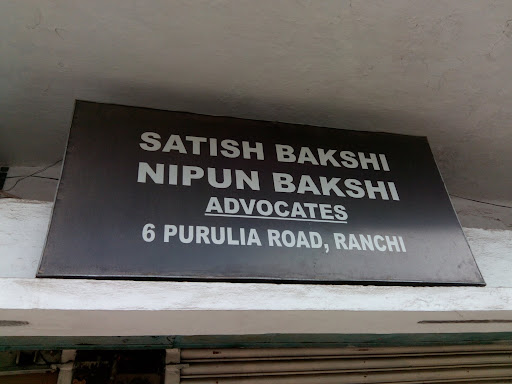 SATISH BAKSHI
NIPUN BAKSHI
ADVOCATES
6 PURULIA ROAD, RANCHI